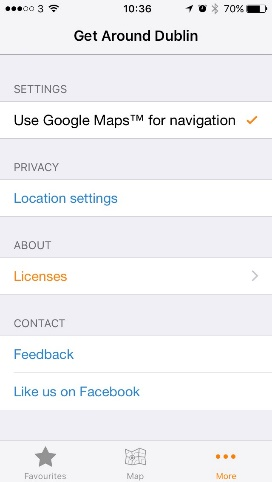 3 10:36 70%
Get Around Dublin
SETTINGS
Use Google Maps™ for navigation
PRIVACY
Location settings
ABOUT
Licenses
CONTACT
Feedback
Like us on Facebook
Favourites Map More